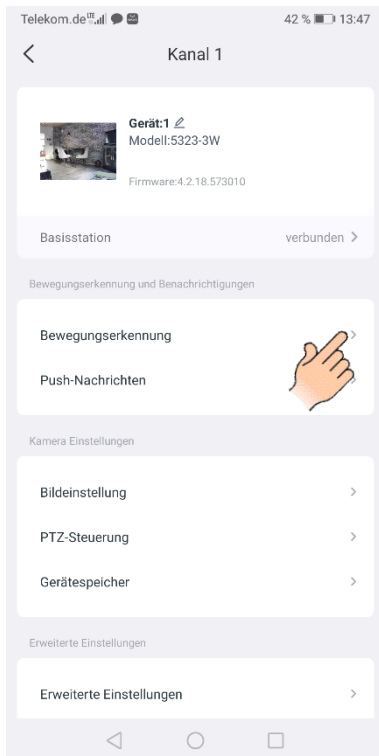 Telekom.de LTE 42 % 13:47
Kanal 1
Gerät:1
Modell:5323-3W
Firmware:4.2.18.573010
Basisstation verbunden
Bewegungserkennung und Benachrichtigungen
Bewegungserkennung
Push-Nachrichten
Kamera Einstellungen
Bildeinstellung
PTZ-Steuerung
Gerätespeicher
Erweiterte Einstellungen
Erweiterte Einstellungen